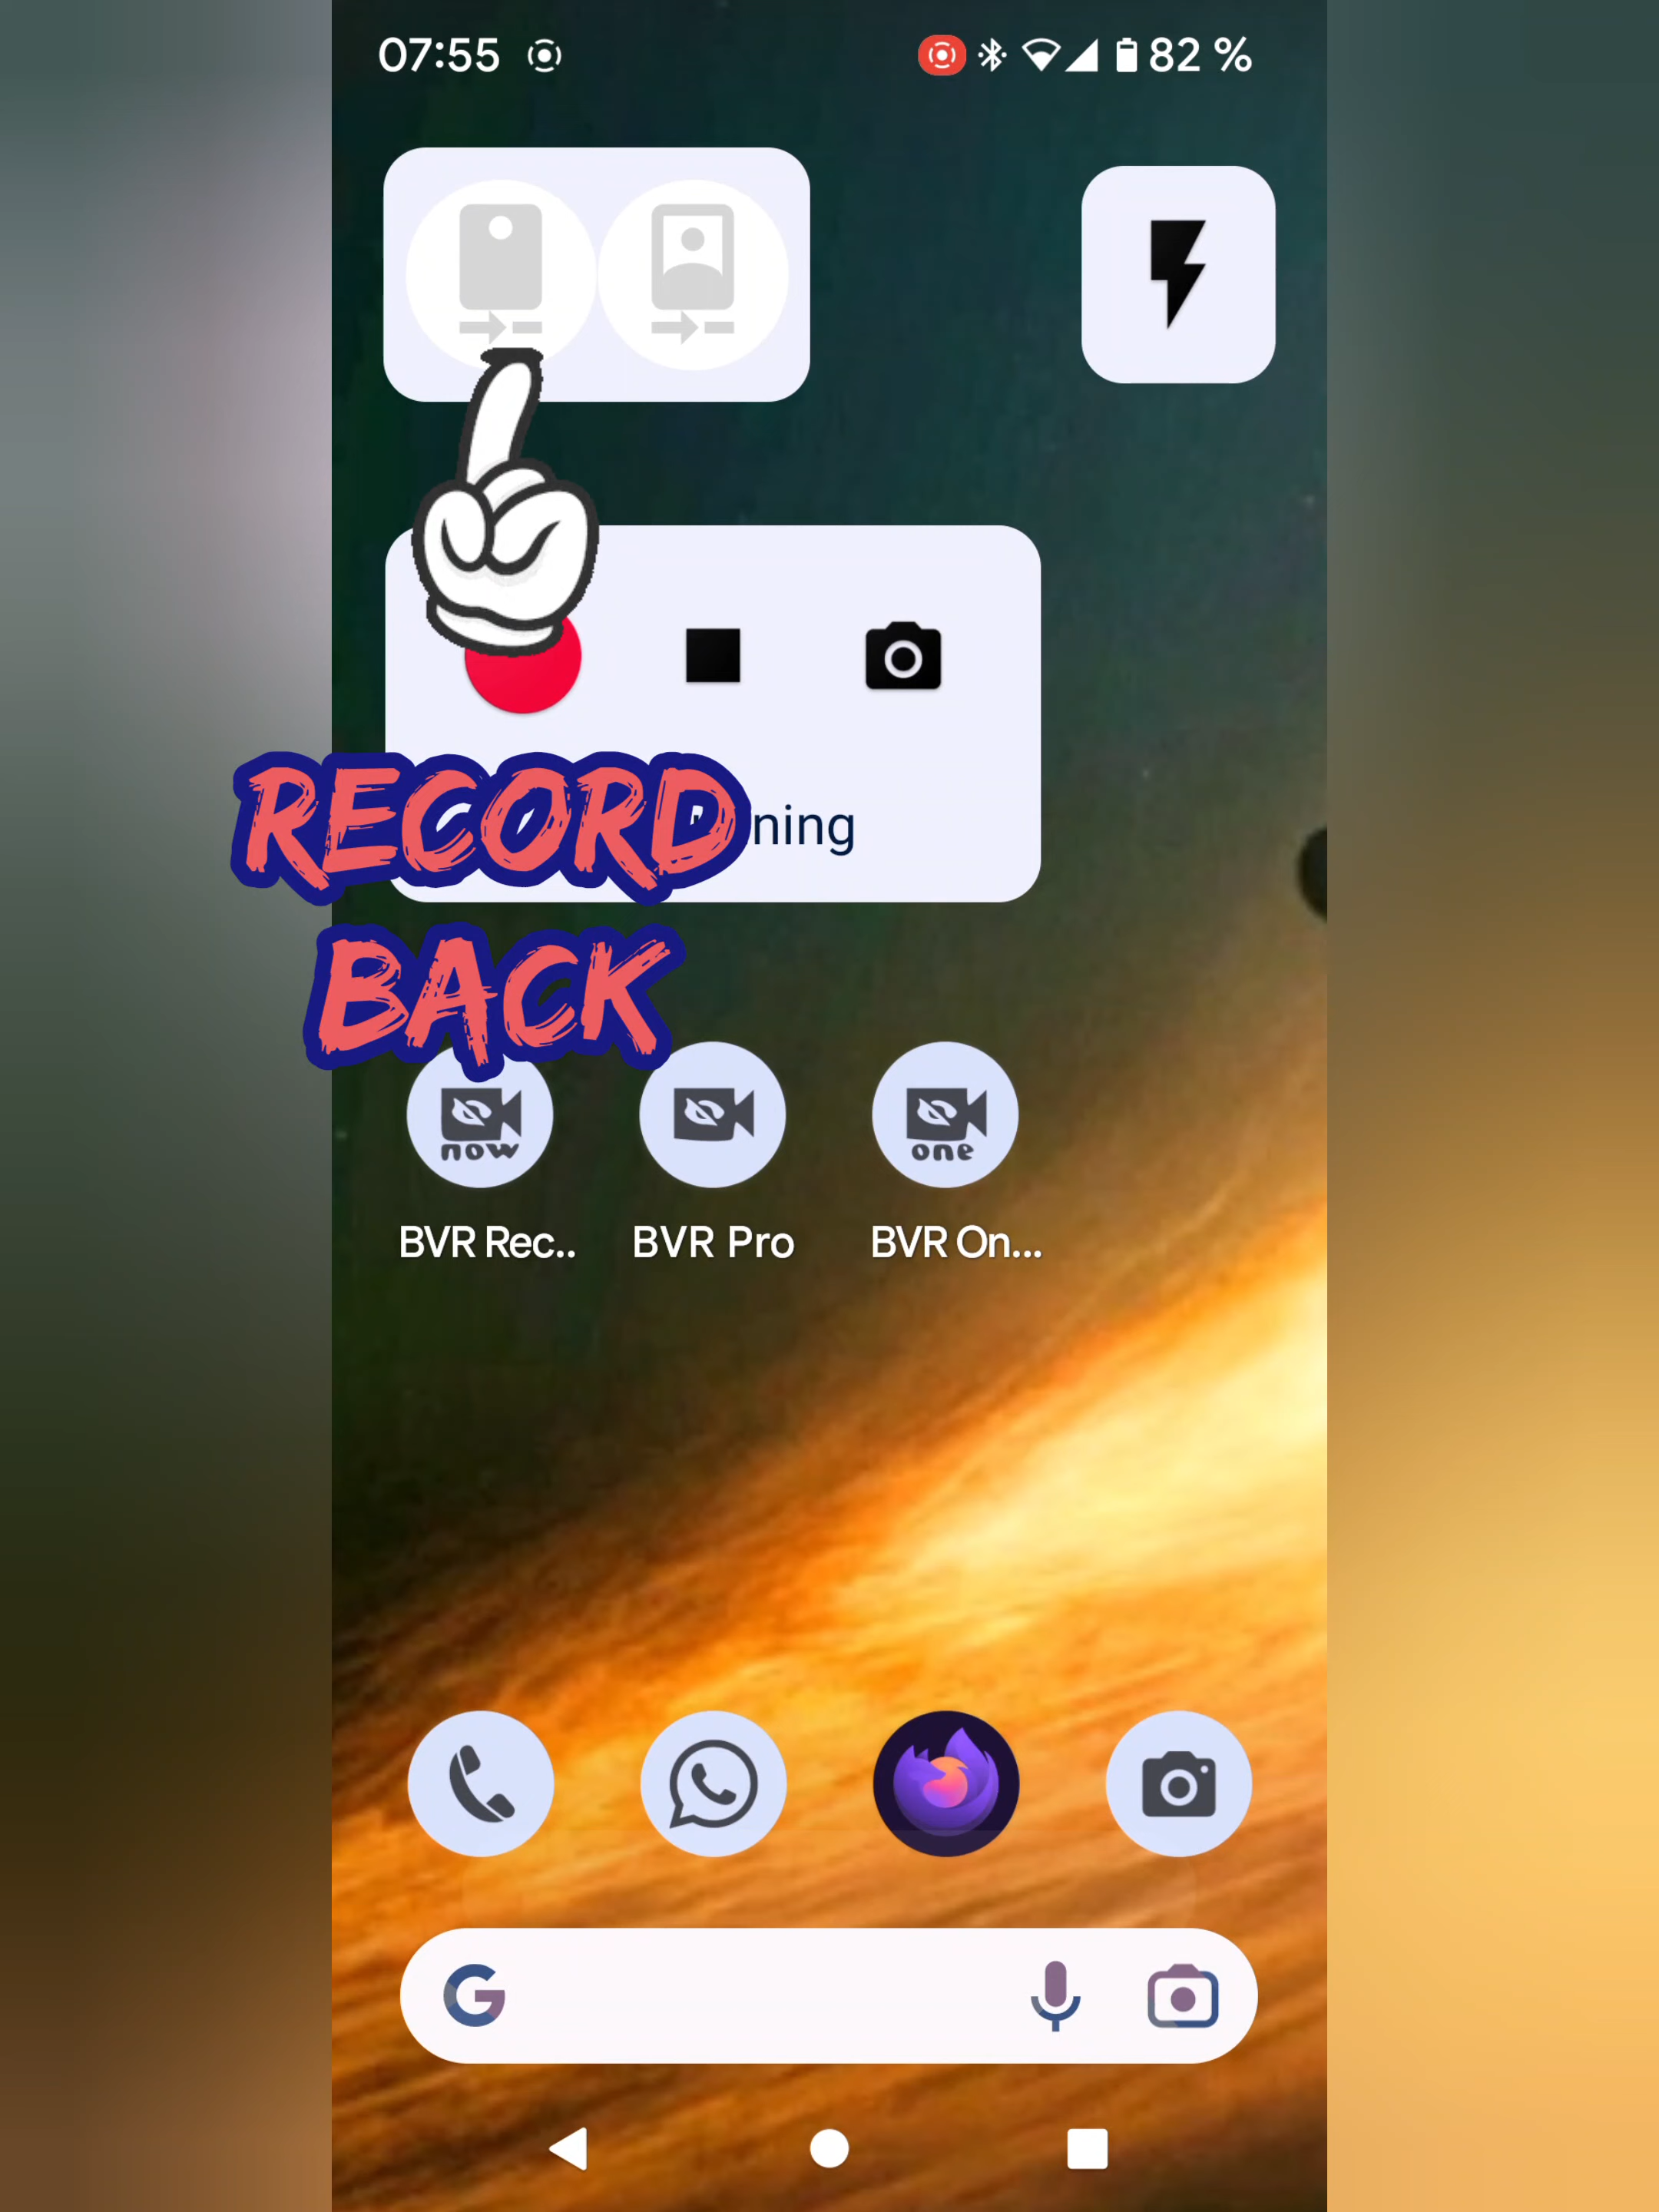 07:55 82 %
RECORD
ning
BACK
now one
BVR Rec.. BVR Pro BVR On...
G